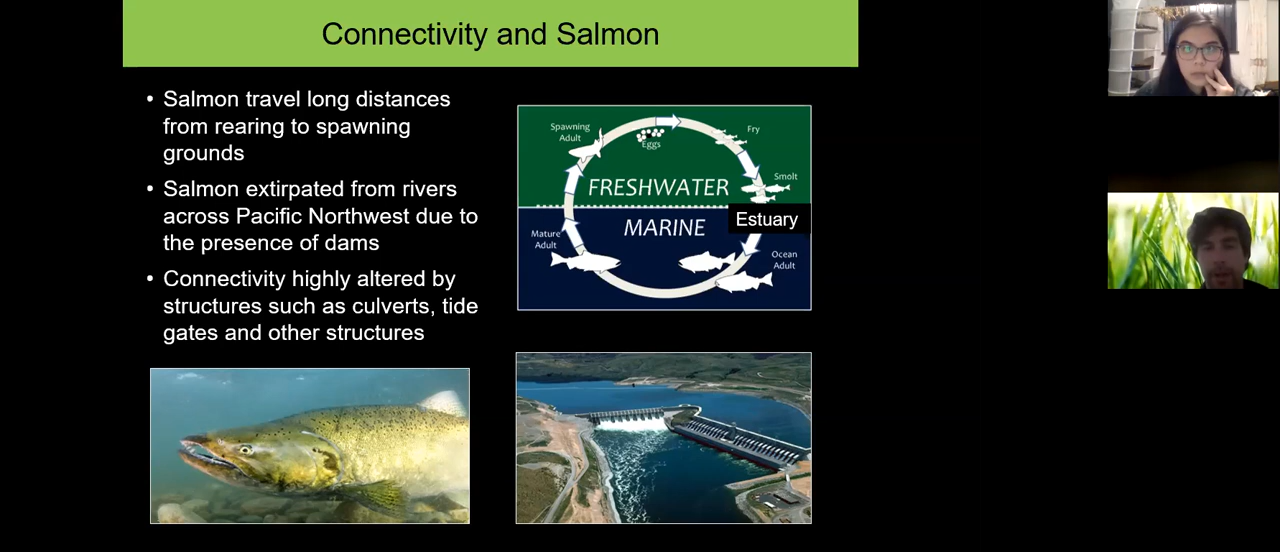 Connectivity and Salmon
• Salmon travel long distances
from rearing to spawning
grounds
• Salmon extirpated from rivers
across Pacific Northwest due to
the presence of dams
• Connectivity highly altered by
structures such as culverts, tide
gates and other structures
Spawning
Adult
Eggs
Fry
Smolt
FRESHWATER
Estuary
MARINE
Mature
Adult
Ocean
Adult